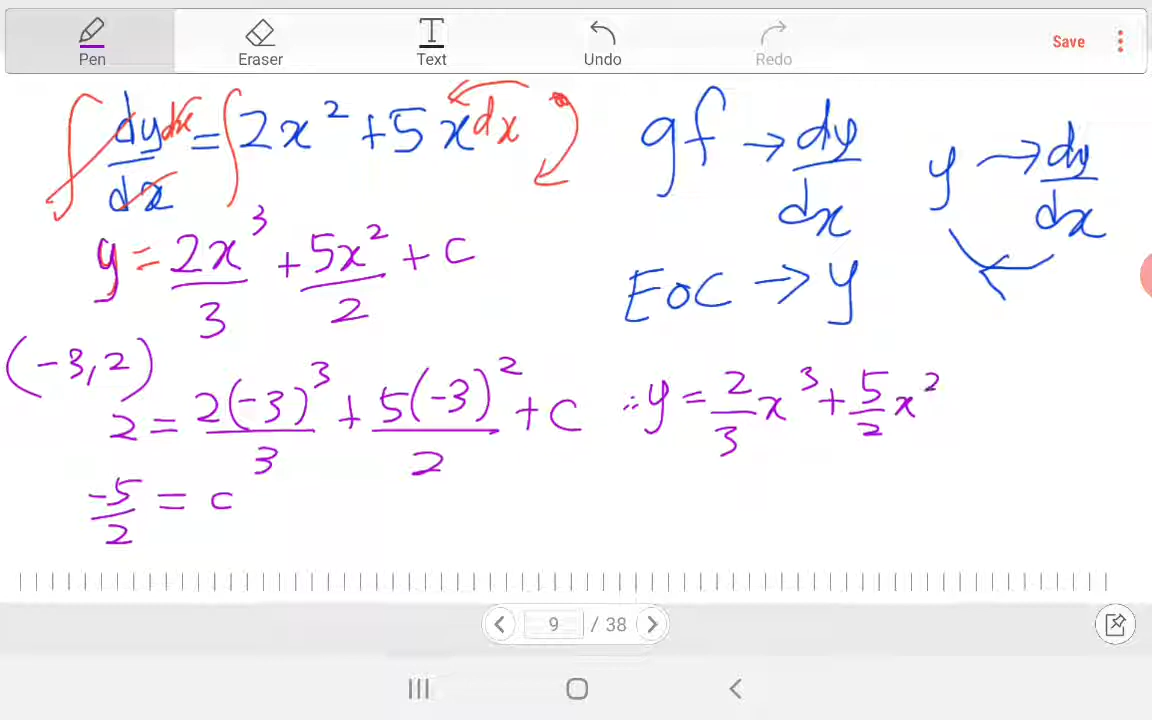 Pen
Eraser
Text
Undo
Redo
Save
∫ dy/dx dx = ∫ 2x² + 5x dx
gf → dy/dx
y → dy/dx
y = 2x³/3 + 5x²/2 + c
EOC → y
(-3,2)
2 = 2(-3)³/3 + 5(-3)²/2 + C
∴ y = 2/3 x³ + 5/2 x²
-5/2 = c
9 / 38